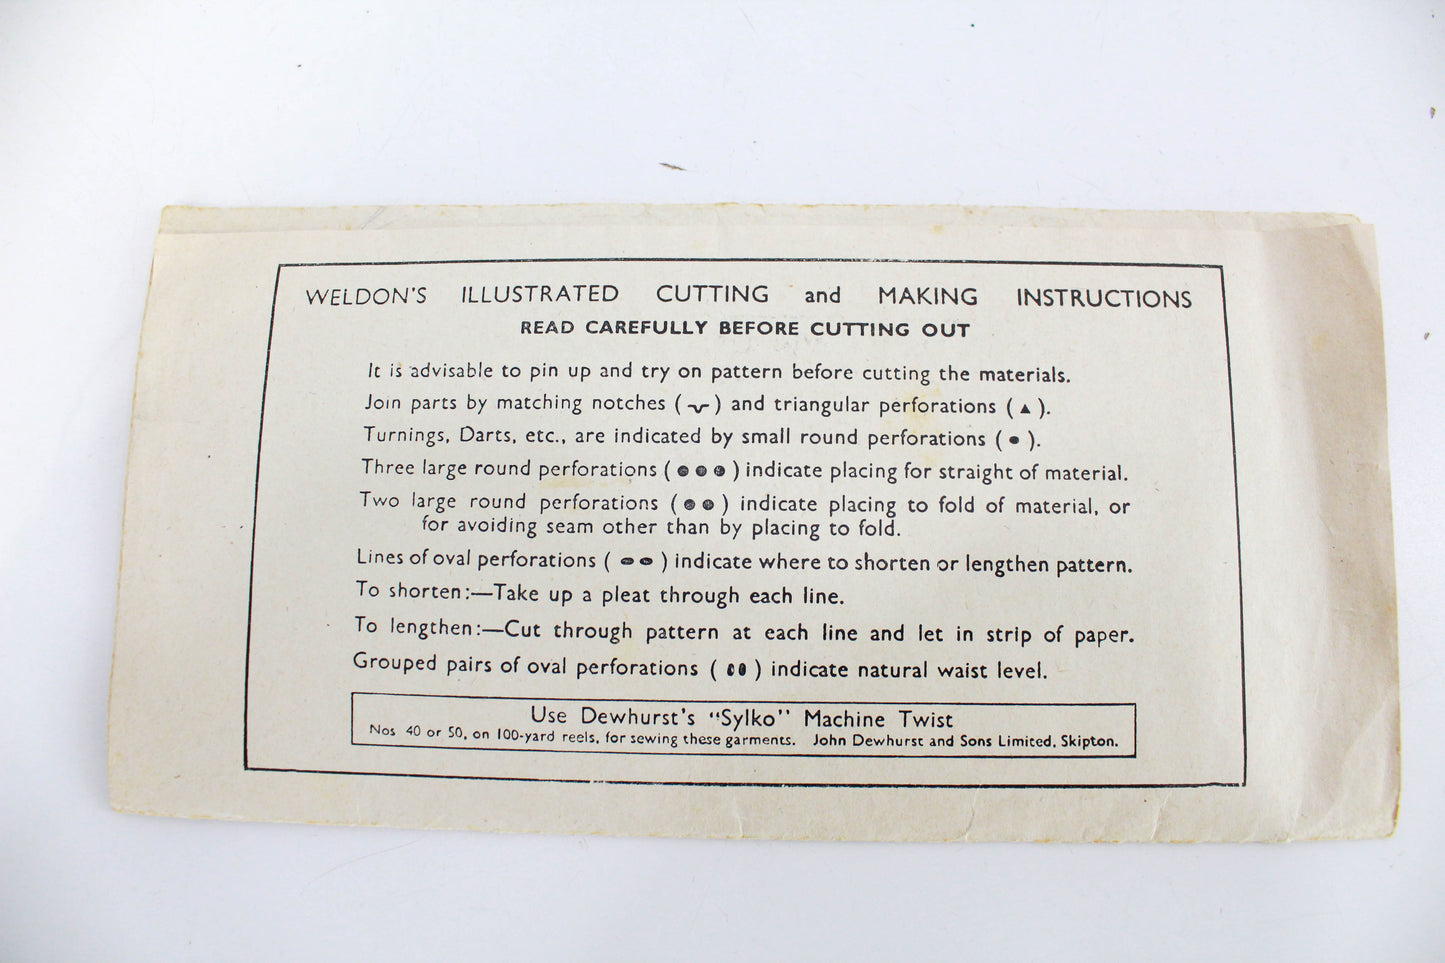 WELDON'S ILLUSTRATED CUTTING and MAKING INSTRUCTIONS
READ CAREFULLY BEFORE CUTTING OUT
It is advisable to pin up and try on pattern before cutting the materials.
Join parts by matching notches ( ) and triangular perforations ( ▲ ).
Turnings, Darts, etc., are indicated by small round perforations ( ● ).
Three large round perforations ( ● ● ● ) indicate placing for straight of material.
Two large round perforations ( ● ● ) indicate placing to fold of material, or
for avoiding seam other than by placing to fold.
Lines of oval perforations ( ⬬ ⬬ ) indicate where to shorten or lengthen pattern.
To shorten:—Take up a pleat through each line.
To lengthen:—Cut through pattern at each line and let in strip of paper.
Grouped pairs of oval perforations ( ⬮⬮ ) indicate natural waist level.
Use Dewhurst's "Sylko" Machine Twist
Nos 40 or 50, on 100-yard reels, for sewing these garments. John Dewhurst and Sons Limited, Skipton.